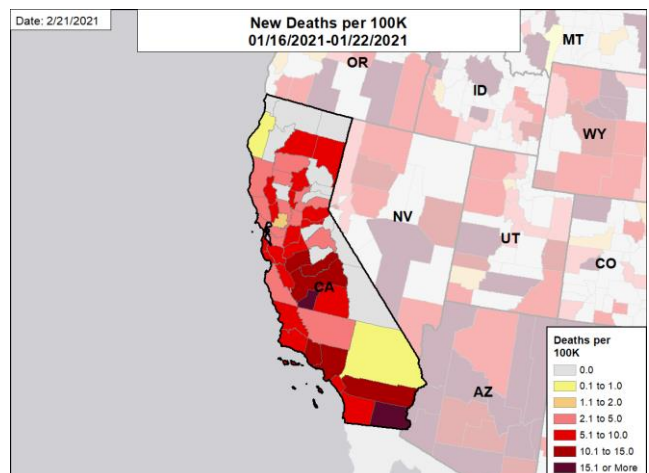 Date: 2/21/2021
New Deaths per 100K
01/16/2021-01/22/2021
MT
OR
ID
WY
NV
UT
CO
CA
AZ
Deaths per
100K
0.0
0.1 to 1.0
1.1 to 2.0
2.1 to 5.0
5.1 to 10.0
10.1 to 15.0
15.1 or More